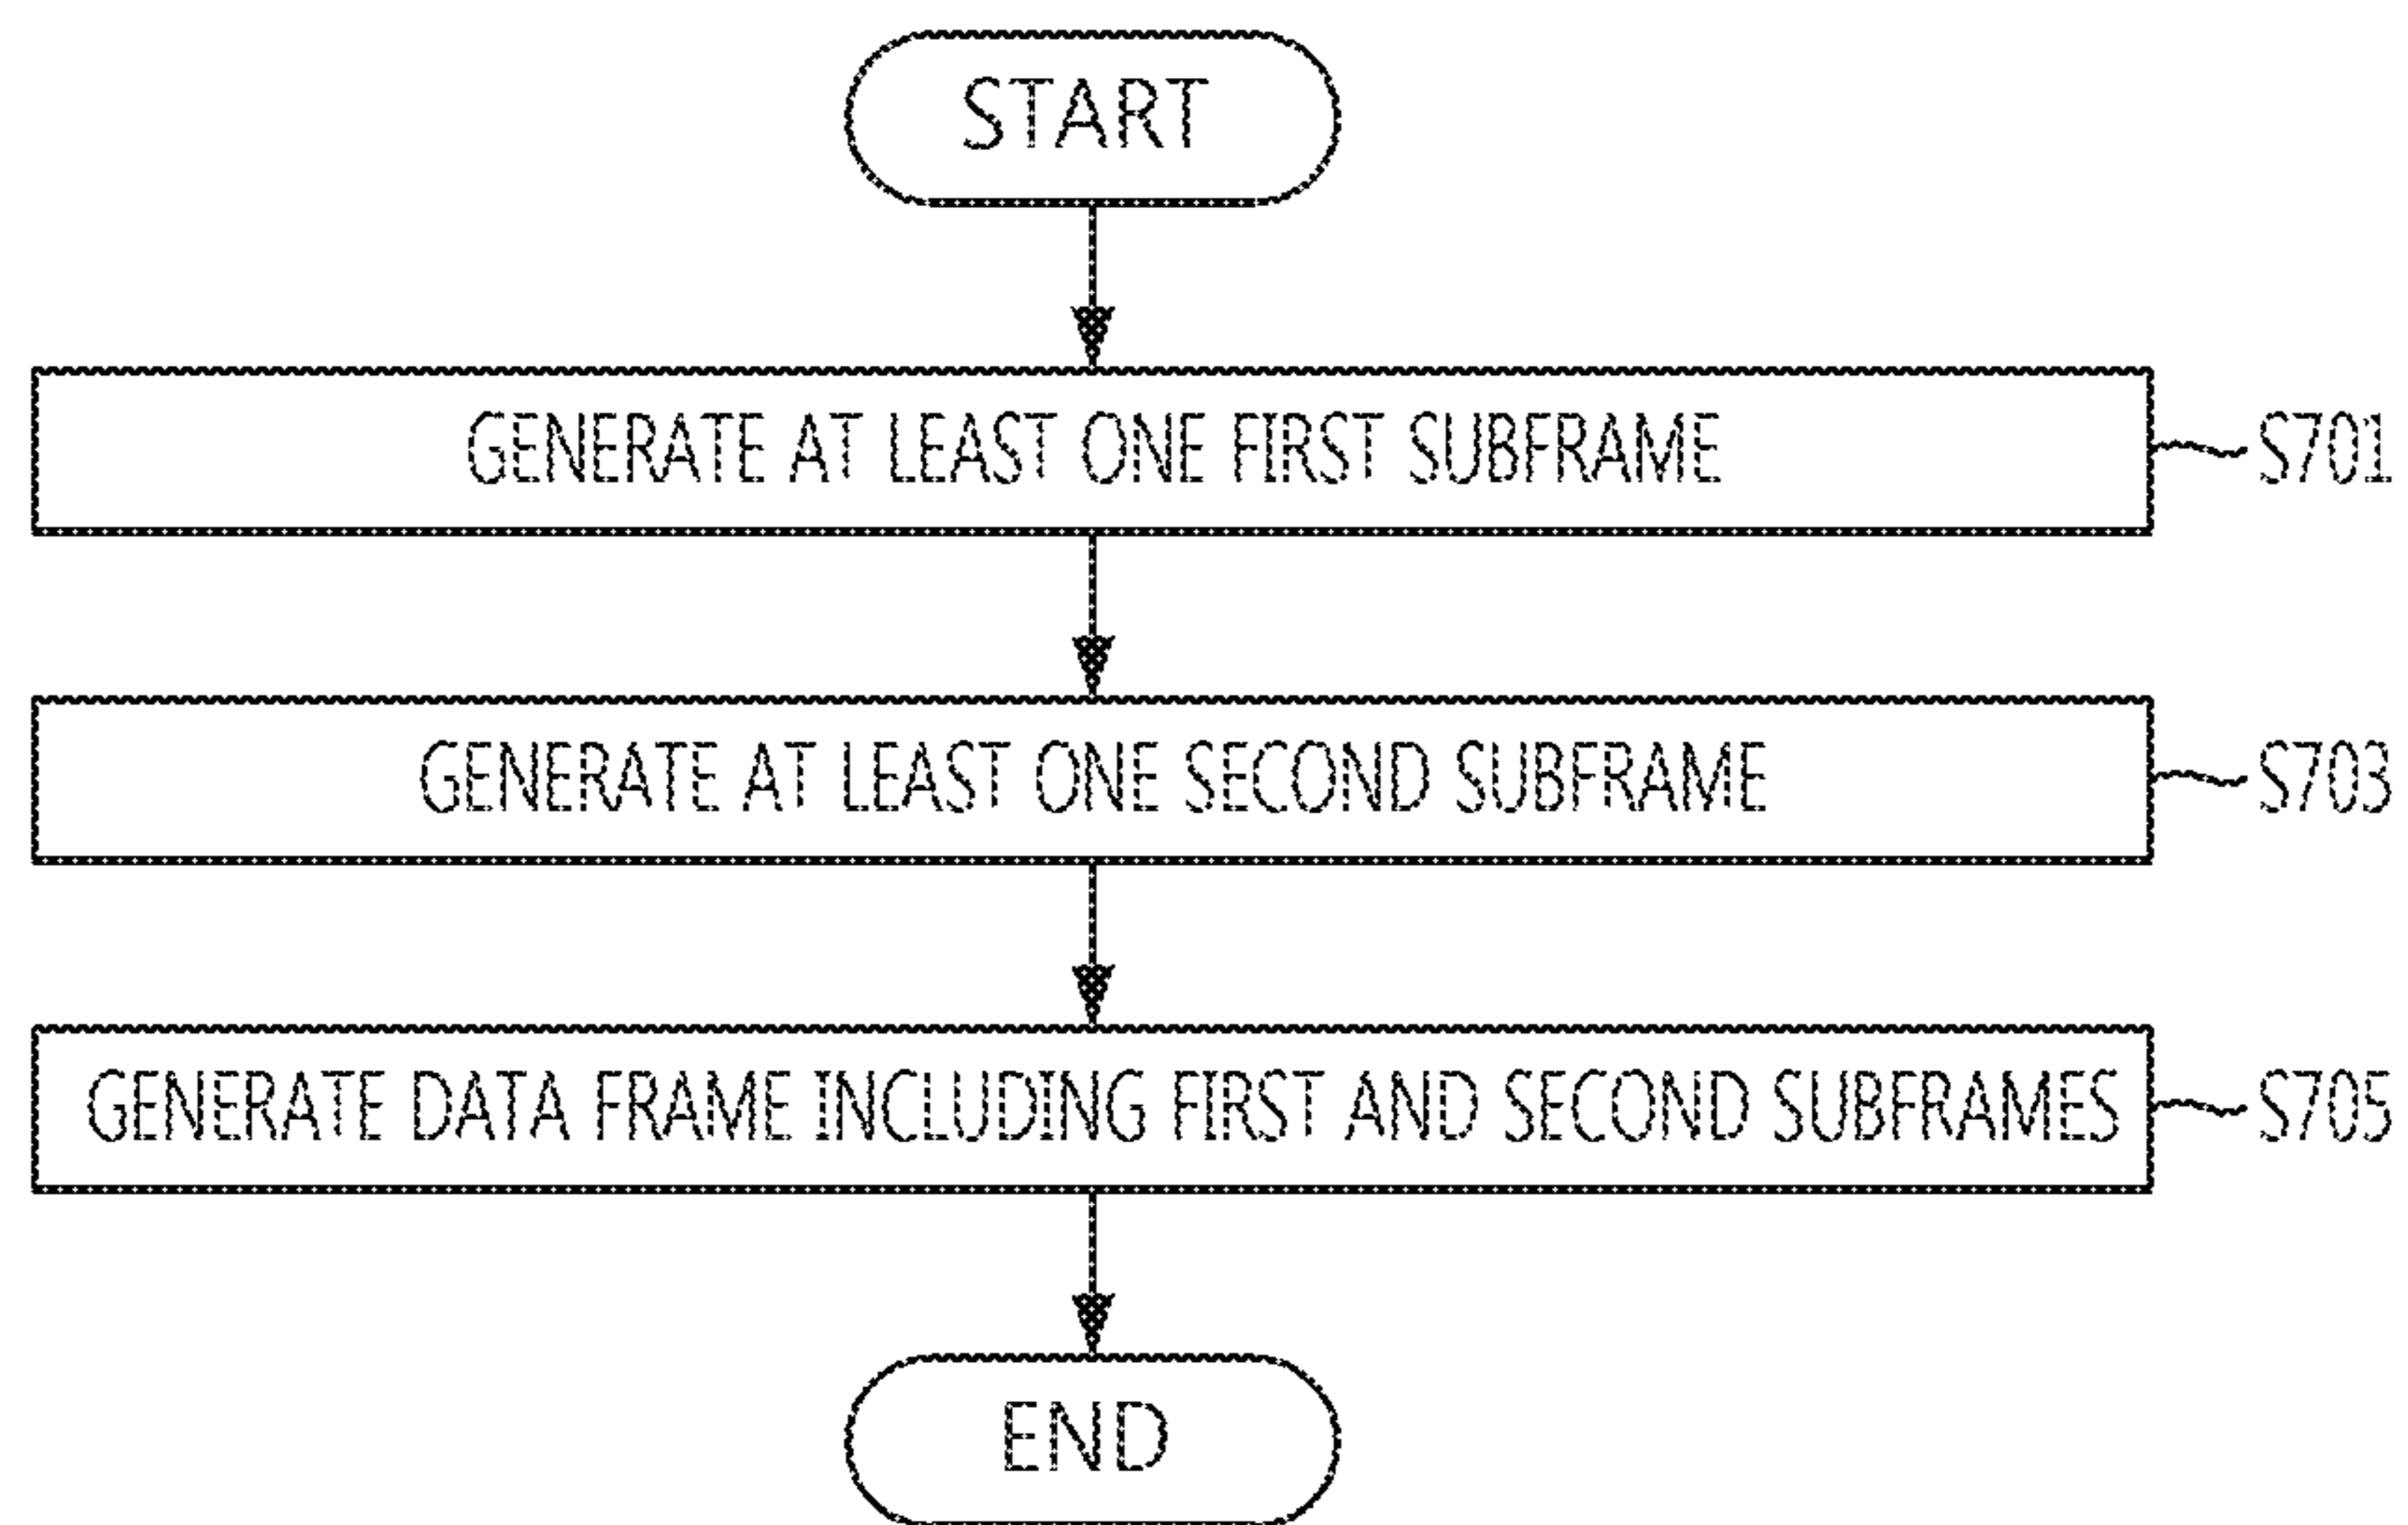 START
GENERATE AT LEAST ONE FIRST SUBFRAME S701
GENERATE AT LEAST ONE SECOND SUBFRAME S703
GENERATE DATA FRAME INCLUDING FIRST AND SECOND SUBFRAMES S705
END